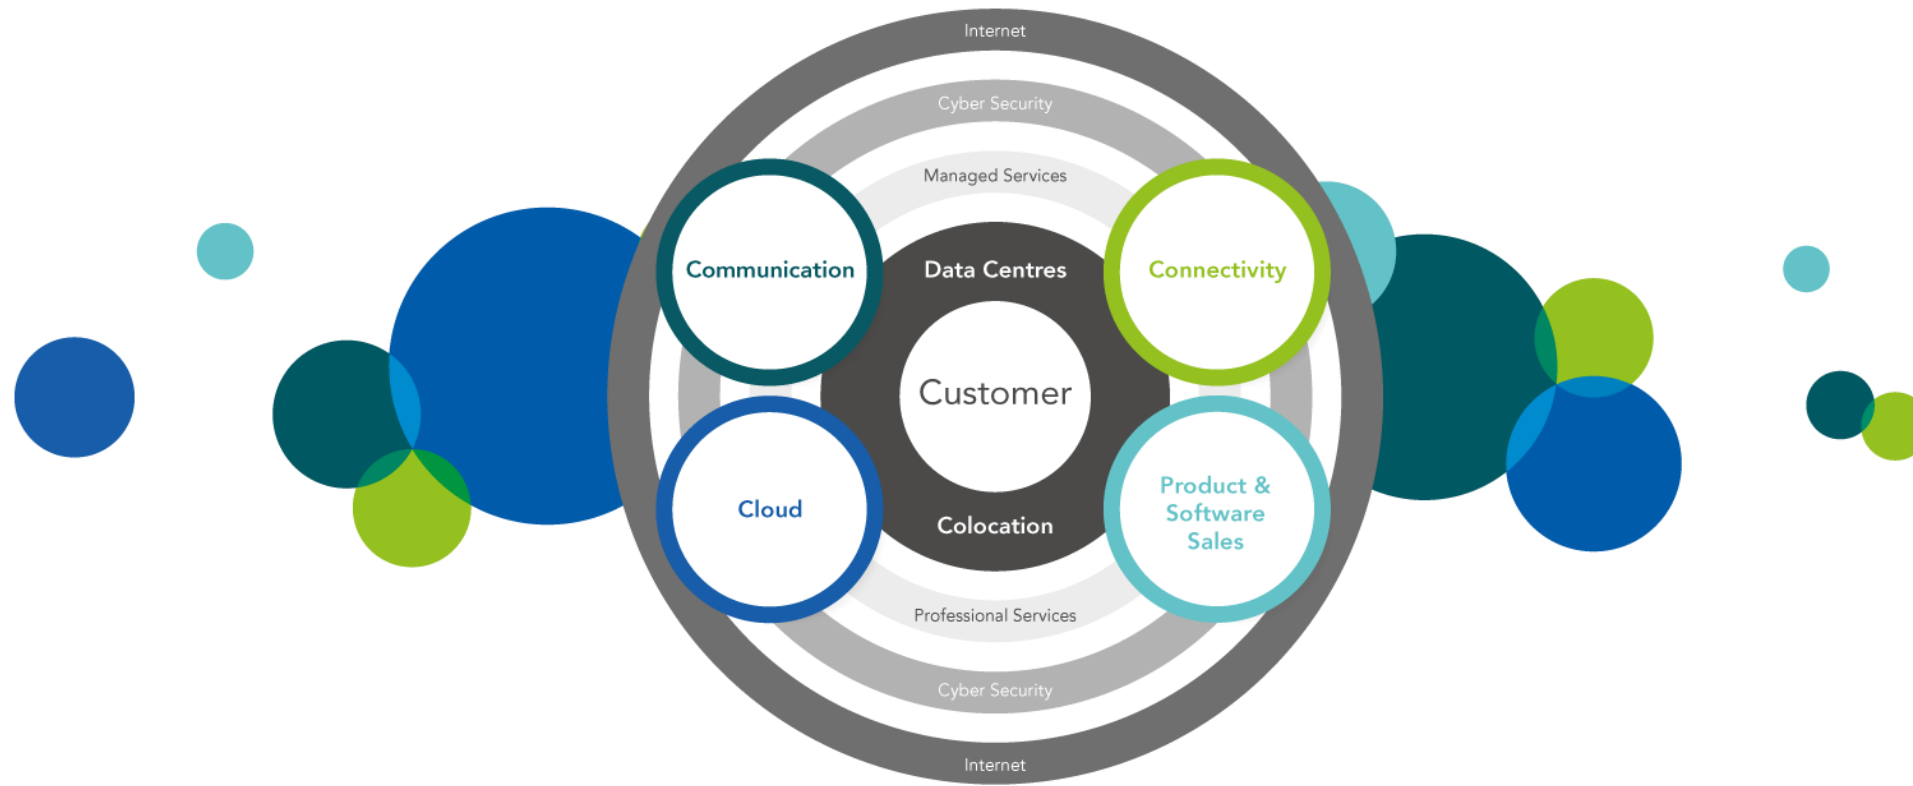 Internet
Cyber Security
Managed Services
Communication
Data Centres
Connectivity
Customer
Cloud
Colocation
Product &
Software
Sales
Professional Services
Cyber Security
Internet